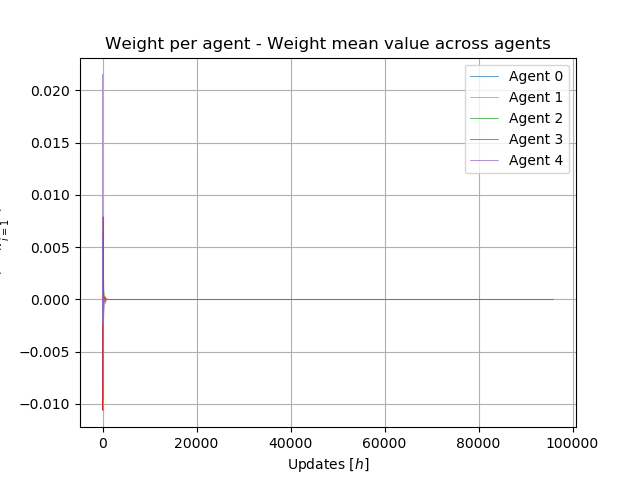 Weight per agent - Weight mean value across agents
Agent 0
Agent 1
Agent 2
Agent 3
Agent 4
0.020
0.015
0.010
0.005
0.000
−0.005
−0.010
0 20000 40000 60000 80000 100000
Updates [h]